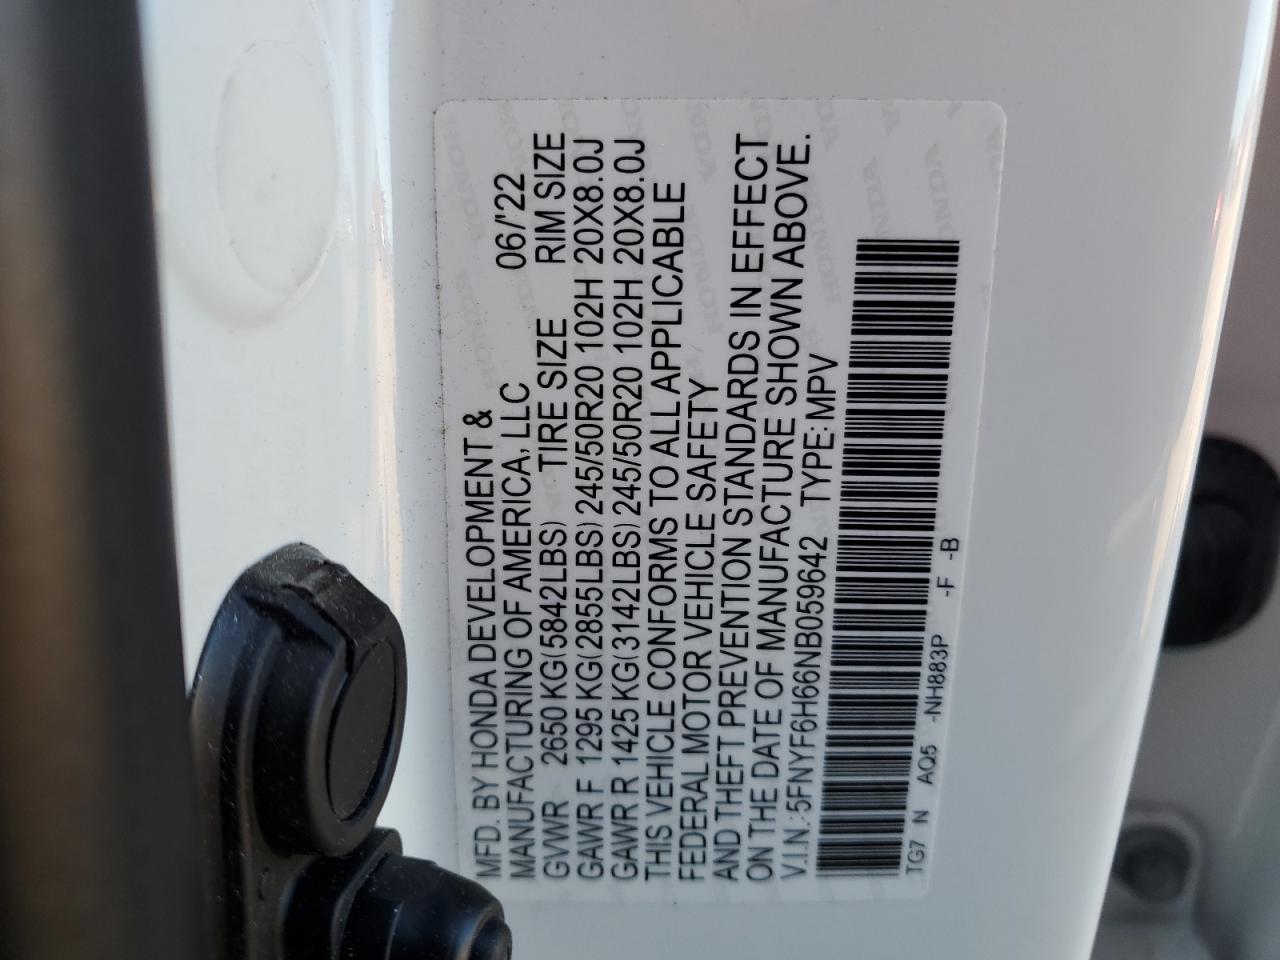 MFD. BY HONDA DEVELOPMENT &
MANUFACTURING OF AMERICA, LLC 06/'22
GVWR 2650 KG(5842LBS) TIRE SIZE RIM SIZE
GAWR F 1295 KG(2855LBS) 245/50R20 102H 20X8.0J
GAWR R 1425 KG(3142LBS) 245/50R20 102H 20X8.0J
THIS VEHICLE CONFORMS TO ALL APPLICABLE
FEDERAL MOTOR VEHICLE SAFETY
AND THEFT PREVENTION STANDARDS IN EFFECT
ON THE DATE OF MANUFACTURE SHOWN ABOVE.
V.I.N.:5FNYF6H66NB059642 TYPE: MPV
TG7 N AQ5 -NH883P -F -B